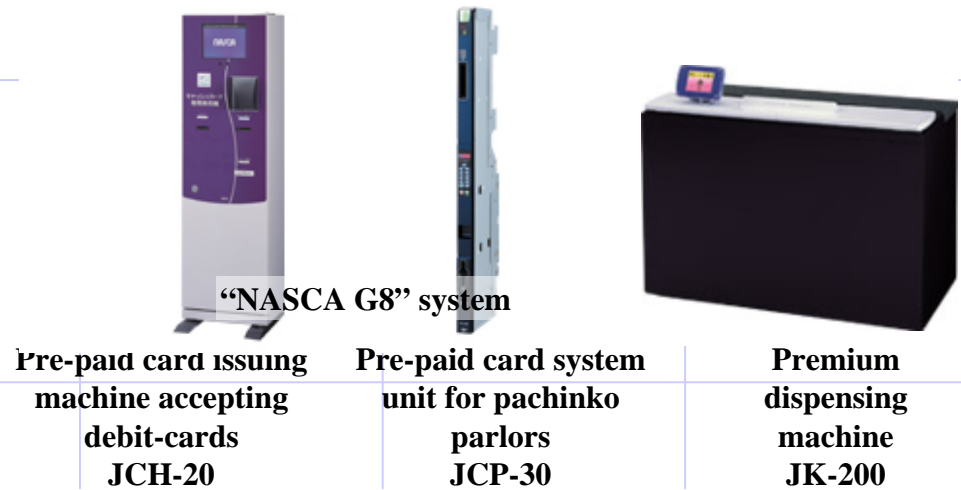 NASCA
“NASCA G8” system
Pre-paid card issuing
machine accepting
debit-cards
JCH-20
Pre-paid card system
unit for pachinko
parlors
JCP-30
Premium
dispensing
machine
JK-200